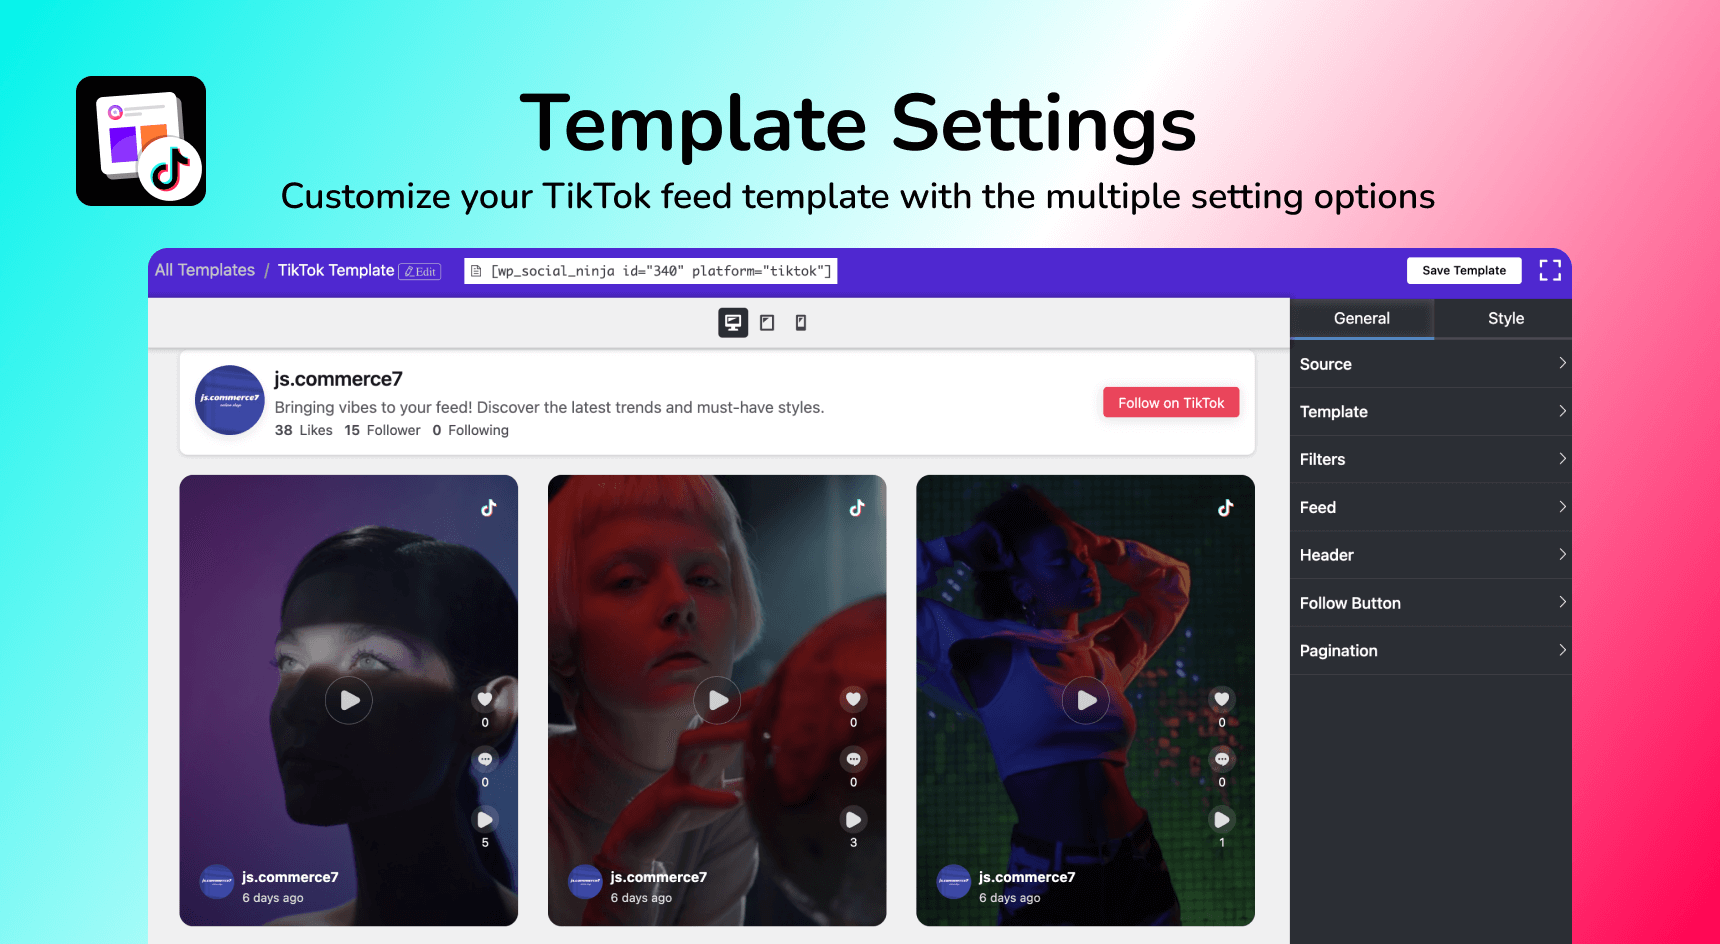 Template Settings
Customize your TikTok feed template with the multiple setting options
All Templates / TikTok Template Edit
[wp_social_ninja id="340" platform="tiktok"]
Save Template
General Style
js.commerce7
js.commerce7
Bringing vibes to your feed! Discover the latest trends and must-have styles.
38 Likes 15 Follower 0 Following
Follow on TikTok
Source
Template
Filters
Feed
Header
Follow Button
Pagination
0
0
5
js.commerce7
6 days ago
0
0
3
js.commerce7
6 days ago
0
0
1
js.commerce7
6 days ago